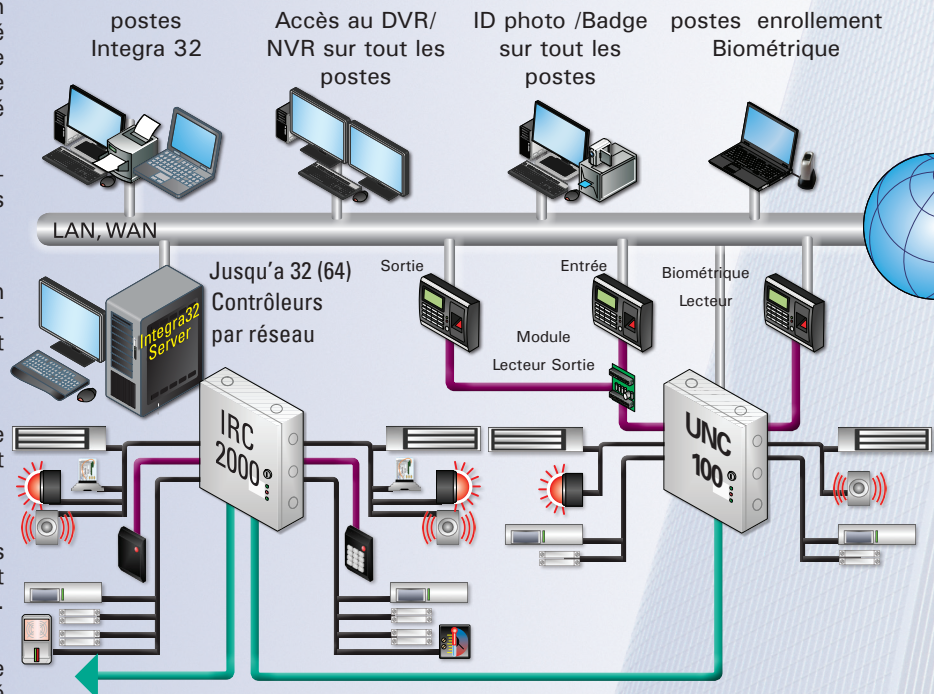 postes
Integra 32
Accès au DVR/
NVR sur tout les
postes
ID photo /Badge
sur tout les
postes
postes enrollement
Biométrique
LAN, WAN
Integra32
Server
Jusqu'a 32 (64)
Contrôleurs
par réseau
Sortie
Entrée
Biométrique
Lecteur
Module
Lecteur Sortie
IRC
2000
UNC
100